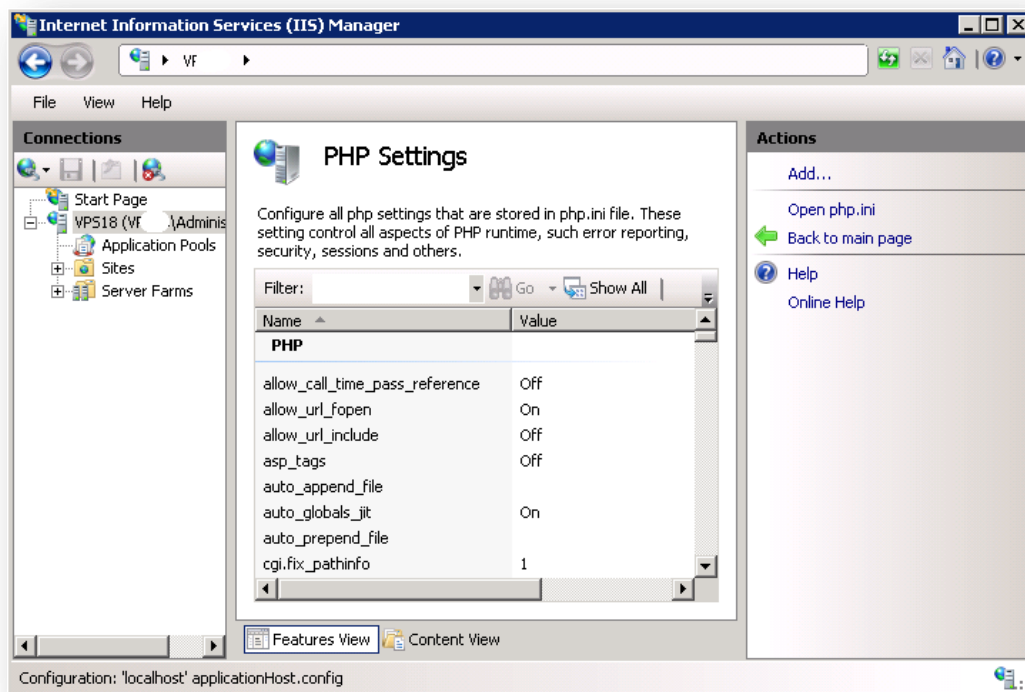 Internet Information Services (IIS) Manager
VF
File View Help
Connections
Start Page
VPS18 (VF .\Adminis
Application Pools
Sites
Server Farms
PHP Settings
Configure all php settings that are stored in php.ini file. These
setting control all aspects of PHP runtime, such error reporting,
security, sessions and others.
Filter: Go Show All
Name Value
PHP
allow_call_time_pass_reference Off
allow_url_fopen On
allow_url_include Off
asp_tags Off
auto_append_file
auto_globals_jit On
auto_prepend_file
cgi.fix_pathinfo 1
Features View Content View
Actions
Add...
Open php.ini
Back to main page
Help
Online Help
Configuration: 'localhost' applicationHost.config